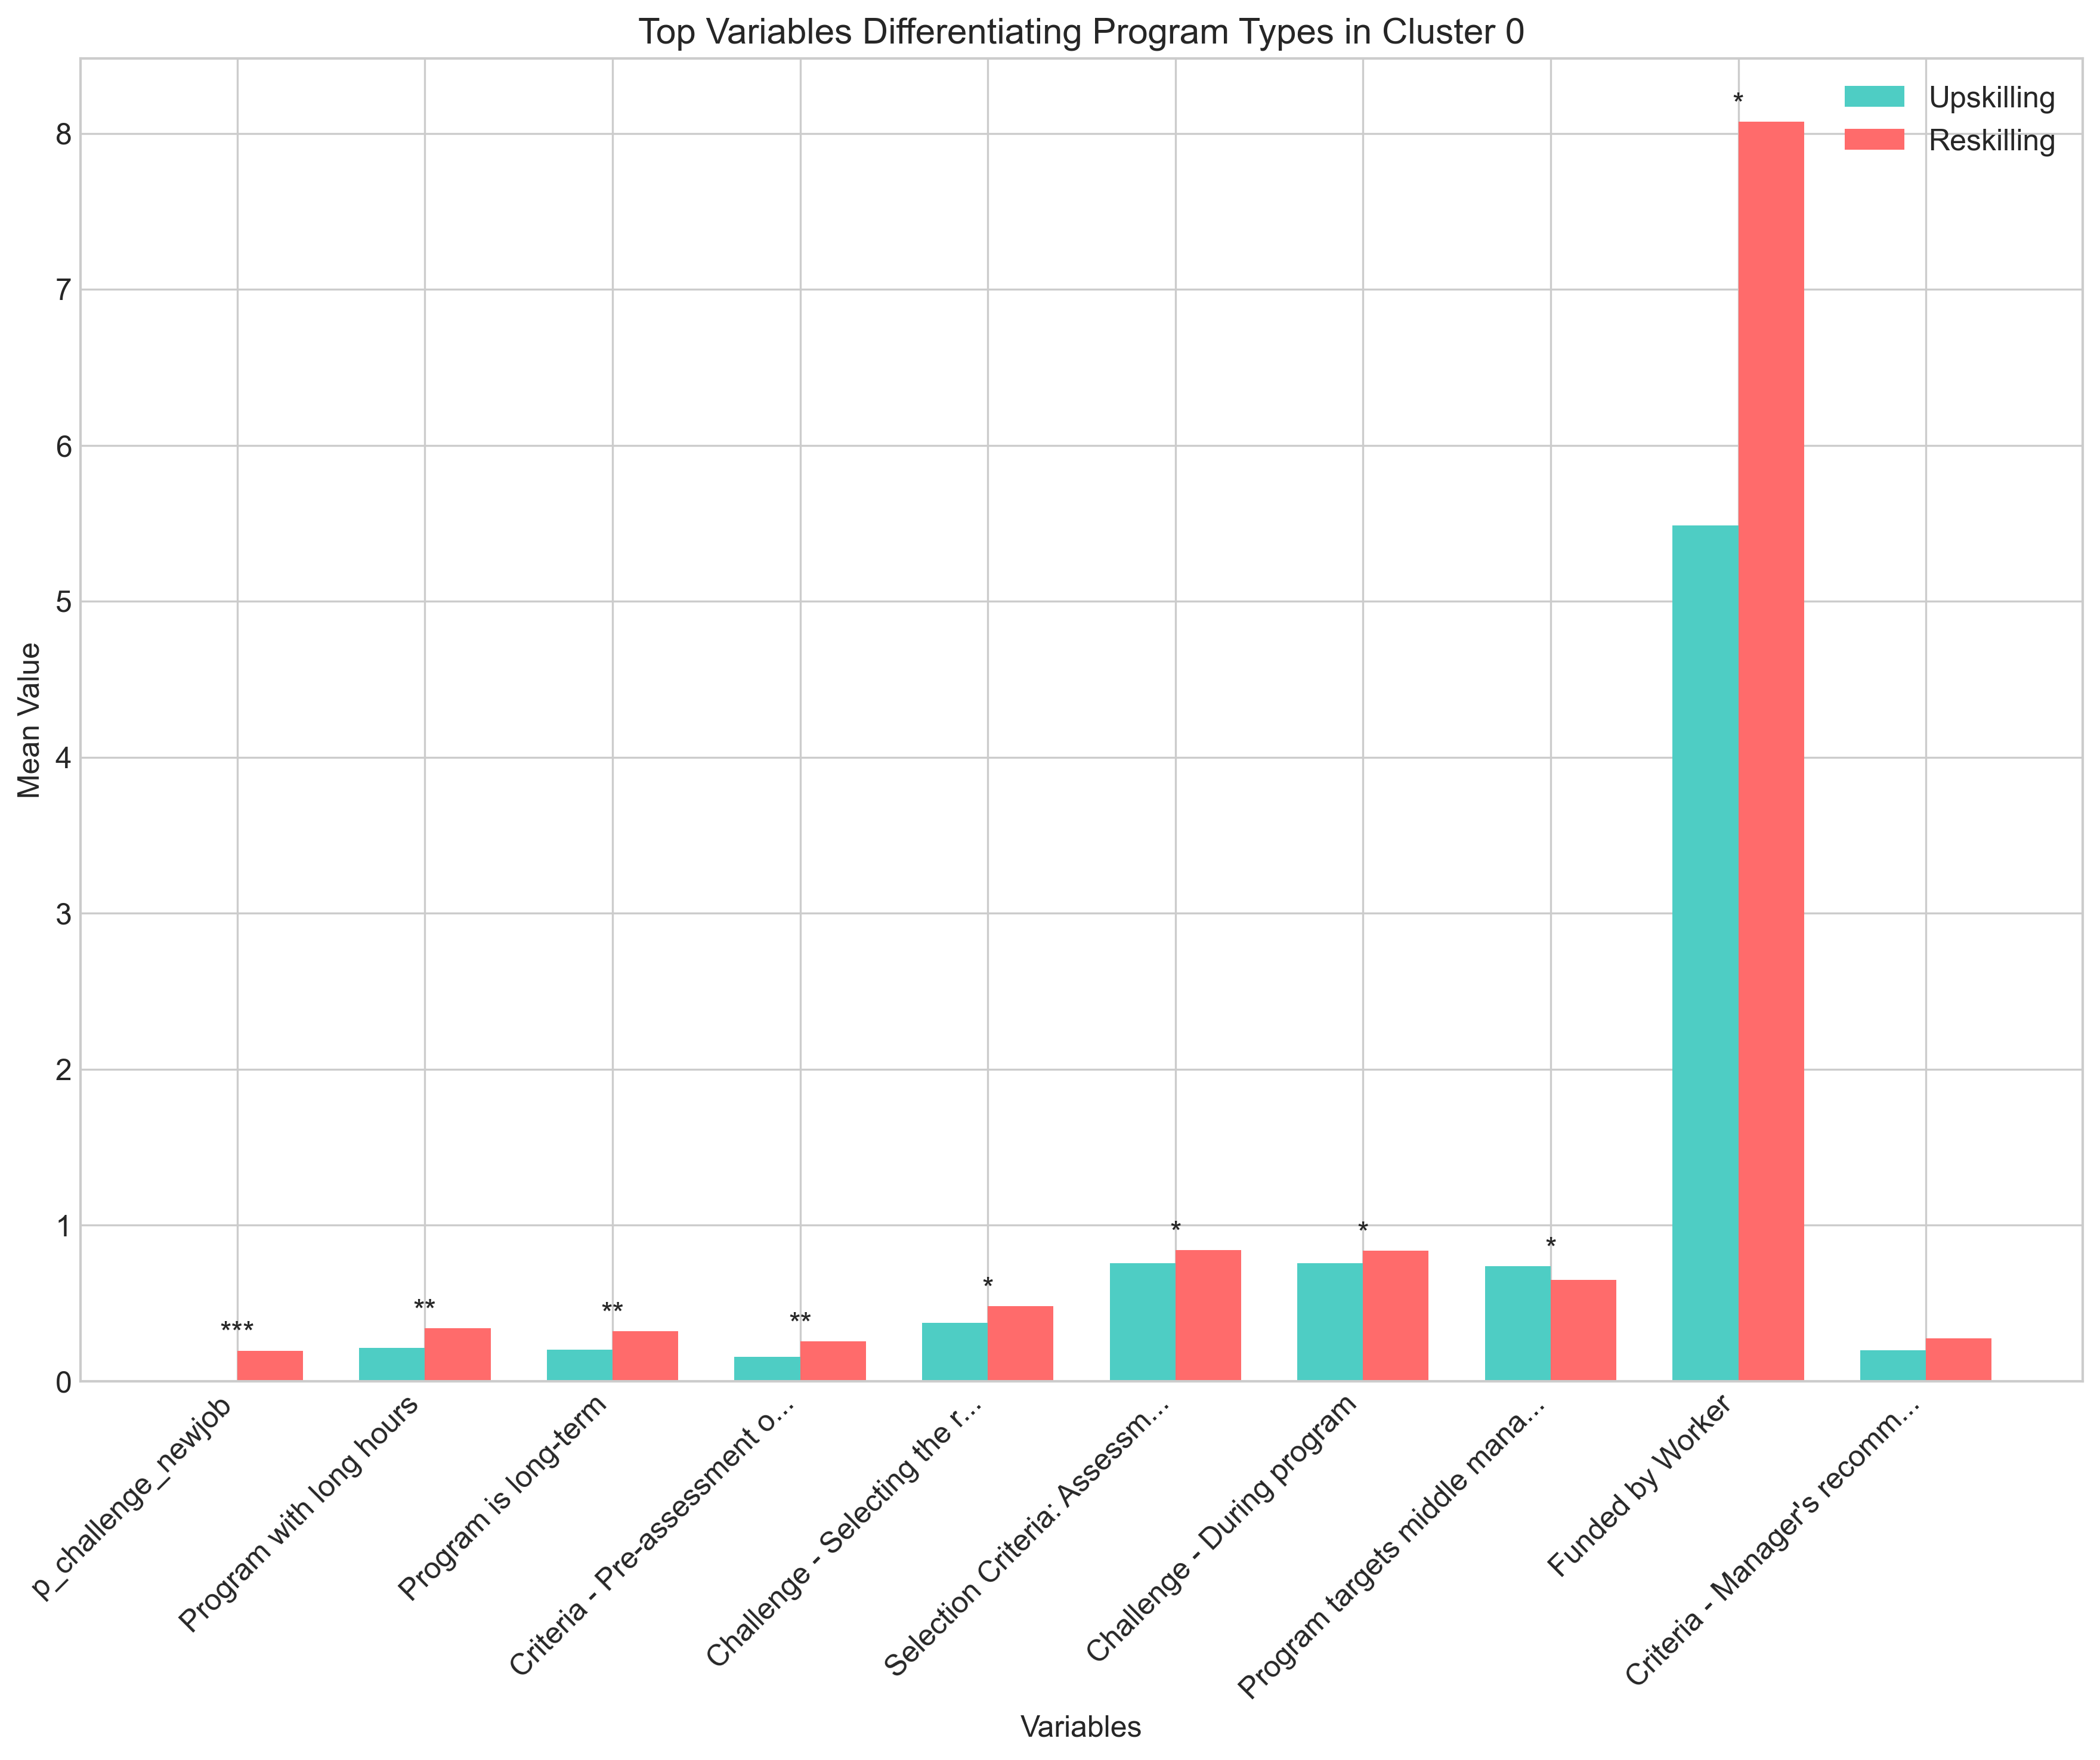 Top Variables Differentiating Program Types in Cluster 0
Upskilling
Reskilling
Mean Value
8
7
6
5
4
3
2
1
0
***
**
**
**
*
*
*
*
*
p_challenge_newjob
Program with long hours
Program is long-term
Criteria - Pre-assessment o...
Challenge - Selecting the r...
Selection Criteria: Assessm...
Challenge - During program
Program targets middle mana...
Funded by Worker
Criteria - Manager's recomm...
Variables